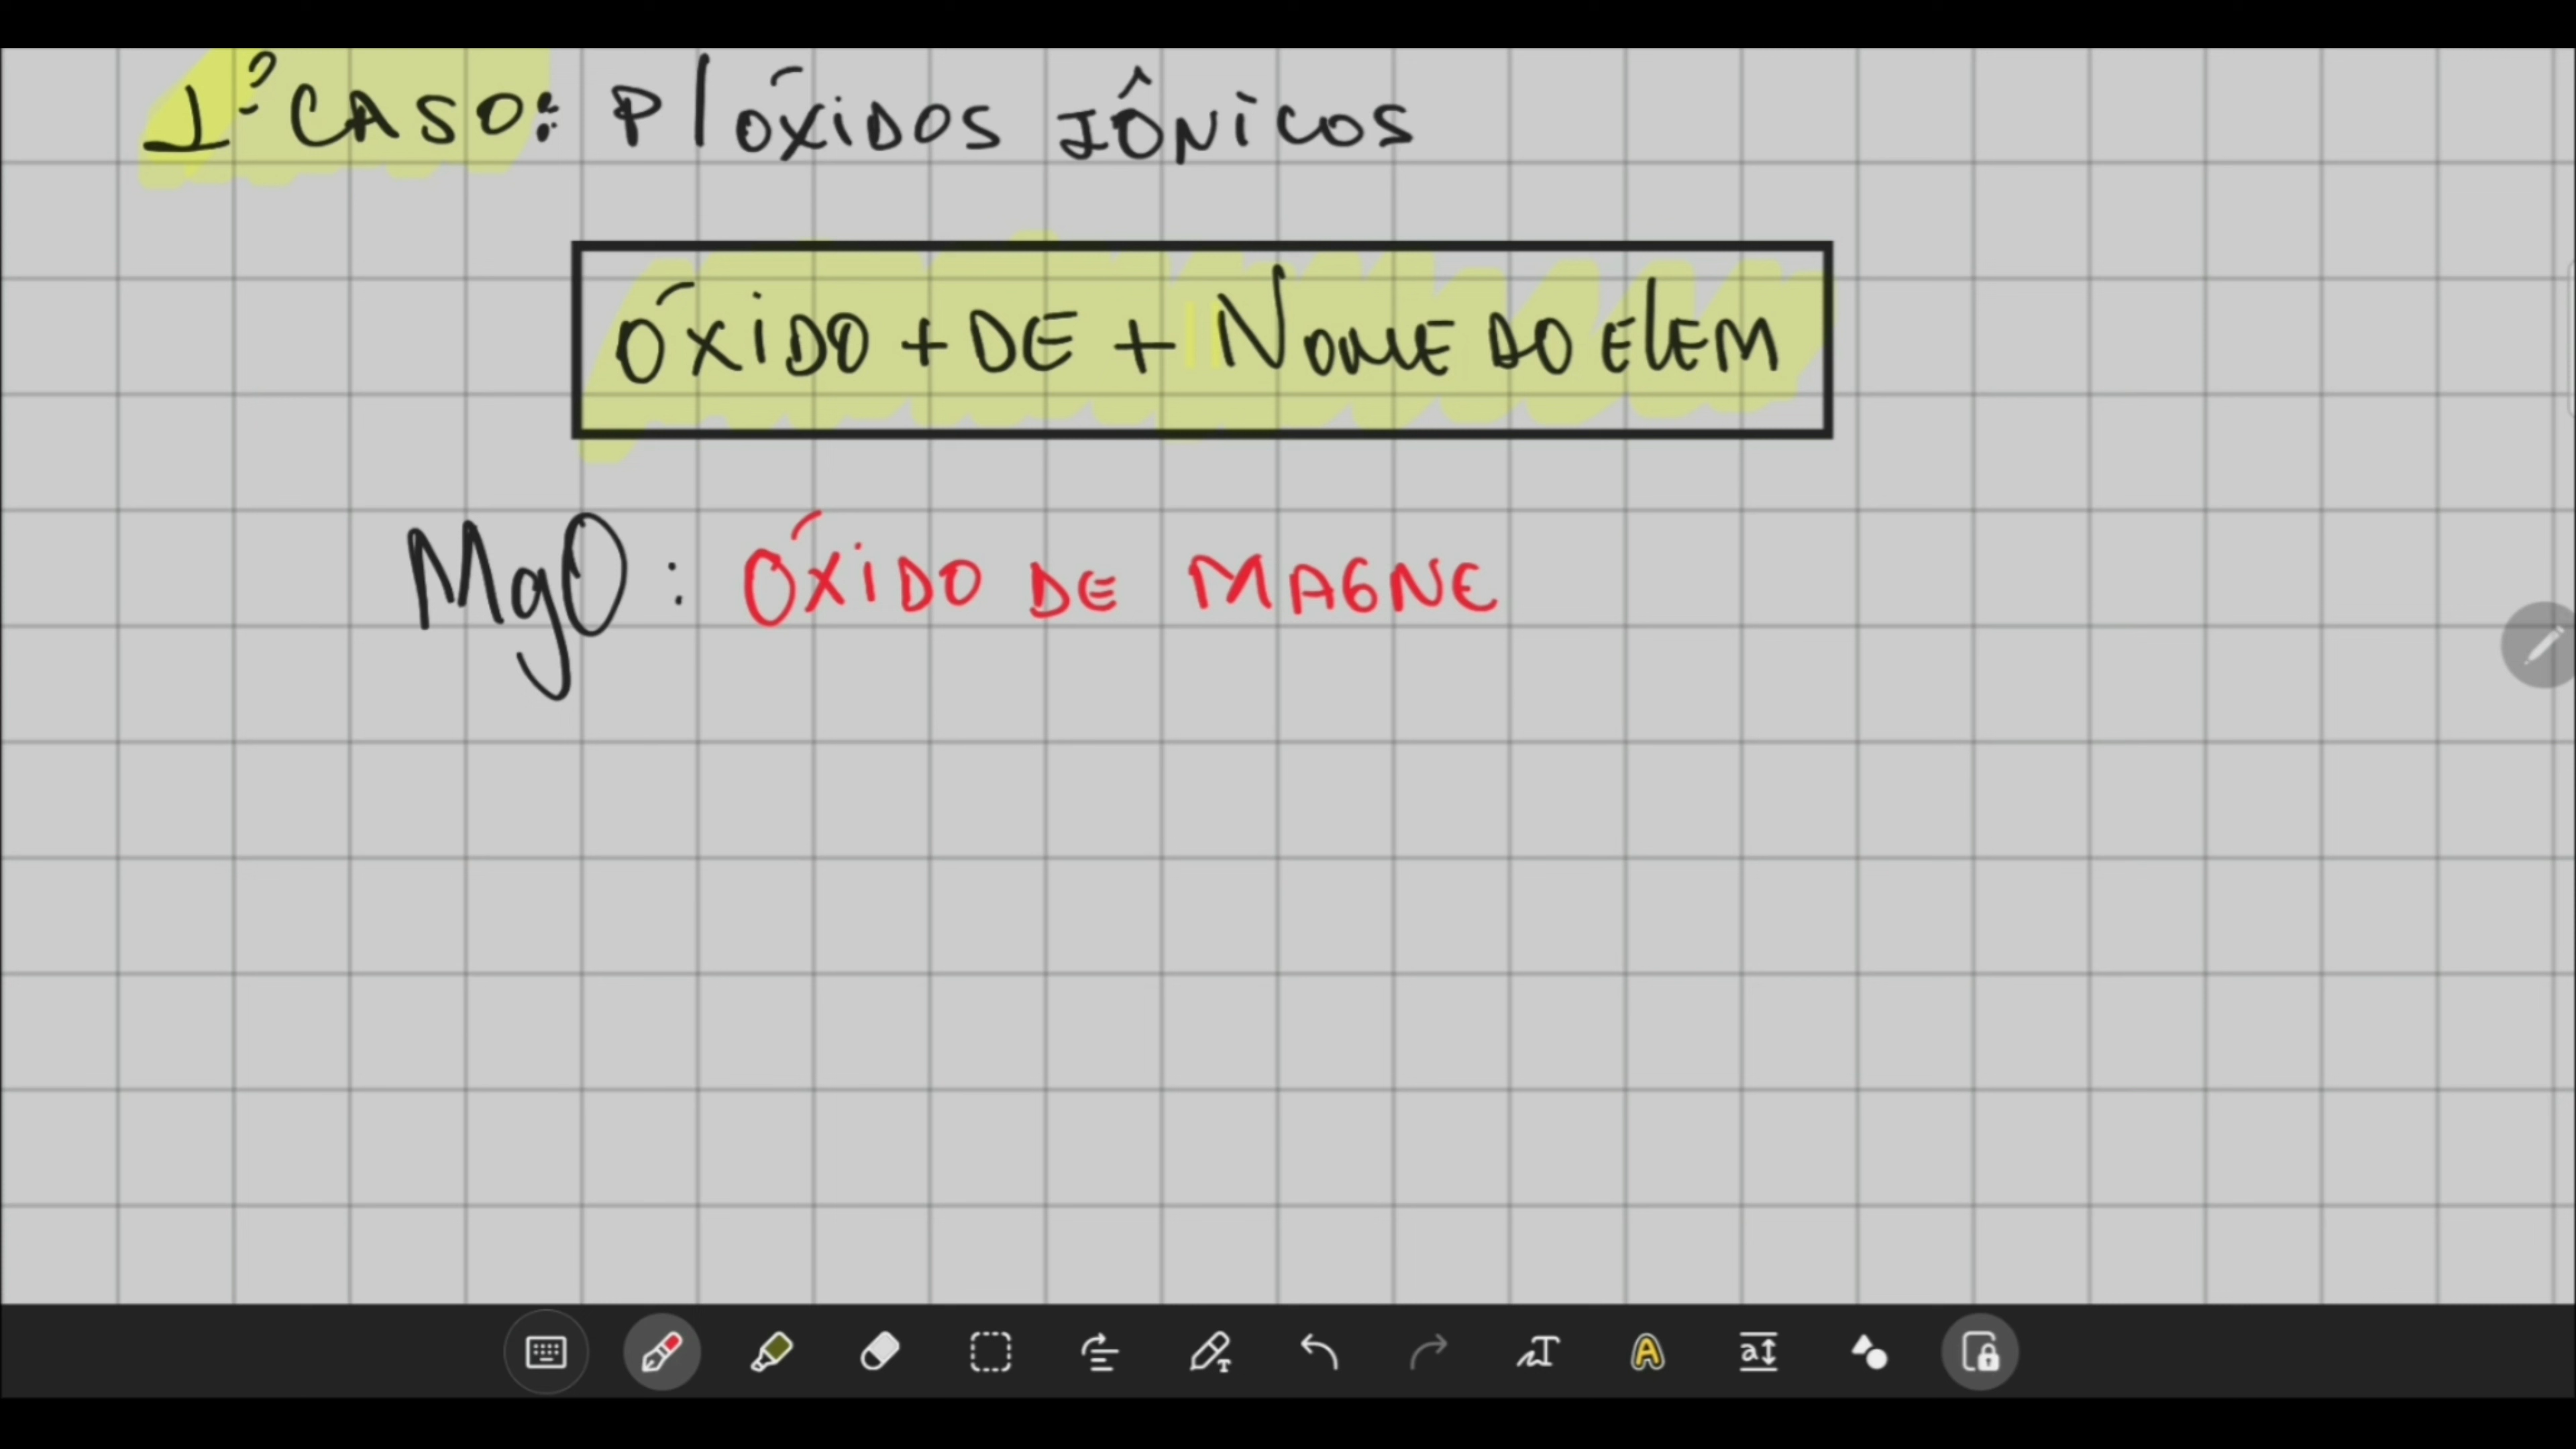 1º CASO: P/ ÓXIDOS IÔNICOS
ÓXIDO + DE + NOME DO ELEM
MgO: ÓXIDO DE MAGNE